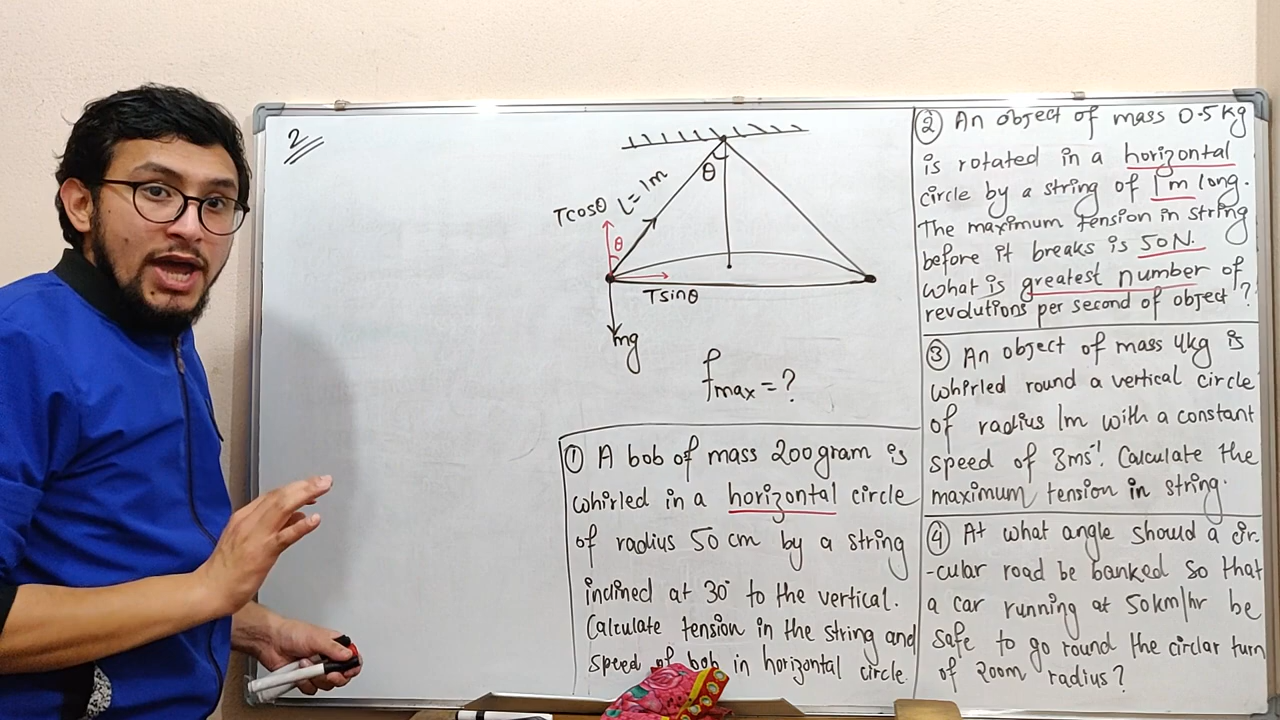 2
θ
l = 1m
Tcosθ
θ
Tsinθ
mg
fmax = ?
① A bob of mass 200gram is
whirled in a horizontal circle
of radius 50 cm by a string
inclined at 30° to the vertical.
Calculate tension in the string and
speed of bob in horizontal circle.
② An object of mass 0.5kg
is rotated in a horizontal
circle by a string of 1m long.
The maximum tension in string
before it breaks is 50N.
what is greatest number of
revolutions per second of object?
③ An object of mass 4kg is
whirled round a vertical circle
of radius 1m with a constant
speed of 3ms⁻¹. Calculate the
maximum tension in string.
④ At what angle should a cir-
-cular road be banked so that
a car running at 50km/hr be
safe to go round the circlar turn
of 200m radius?